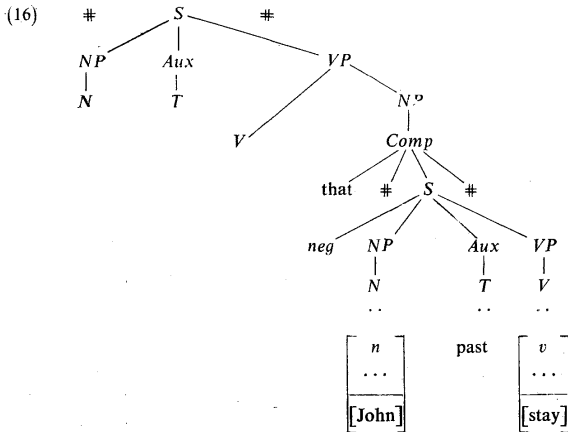 (16) # S #
NP Aux VP
N T NP
V Comp
that # S #
neg NP Aux VP
N T V
.. .. ..
n past v
... ...
[John] [stay]